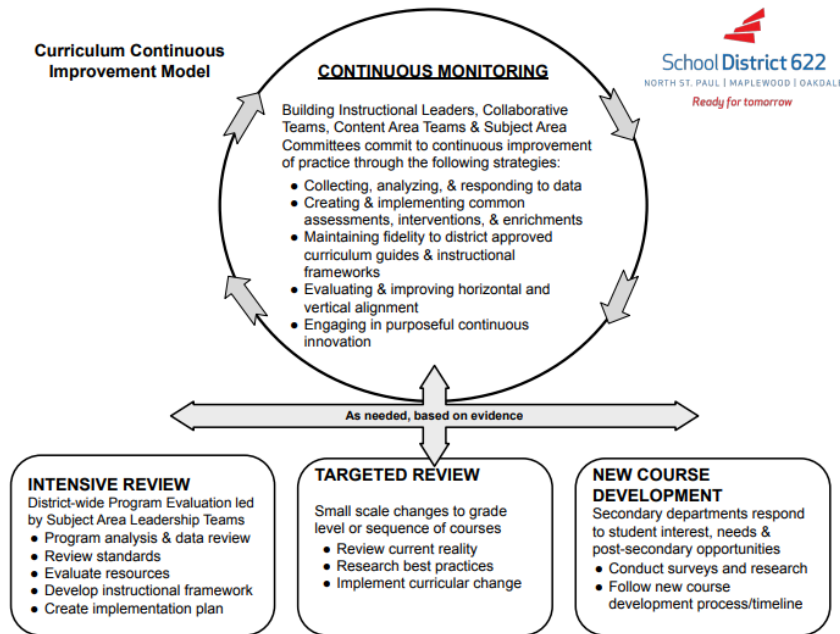 Curriculum Continuous
Improvement Model
School District 622
NORTH ST. PAUL | MAPLEWOOD | OAKDALE
Ready for tomorrow
CONTINUOUS MONITORING
Building Instructional Leaders, Collaborative
Teams, Content Area Teams & Subject Area
Committees commit to continuous improvement
of practice through the following strategies:
● Collecting, analyzing, & responding to data
● Creating & implementing common
assessments, interventions, & enrichments
● Maintaining fidelity to district approved
curriculum guides & instructional
frameworks
● Evaluating & improving horizontal and
vertical alignment
● Engaging in purposeful continuous
innovation
As needed, based on evidence
INTENSIVE REVIEW
District-wide Program Evaluation led
by Subject Area Leadership Teams
● Program analysis & data review
● Review standards
● Evaluate resources
● Develop instructional framework
● Create implementation plan
TARGETED REVIEW
Small scale changes to grade
level or sequence of courses
● Review current reality
● Research best practices
● Implement curricular change
NEW COURSE
DEVELOPMENT
Secondary departments respond
to student interest, needs &
post-secondary opportunities
● Conduct surveys and research
● Follow new course
development process/timeline